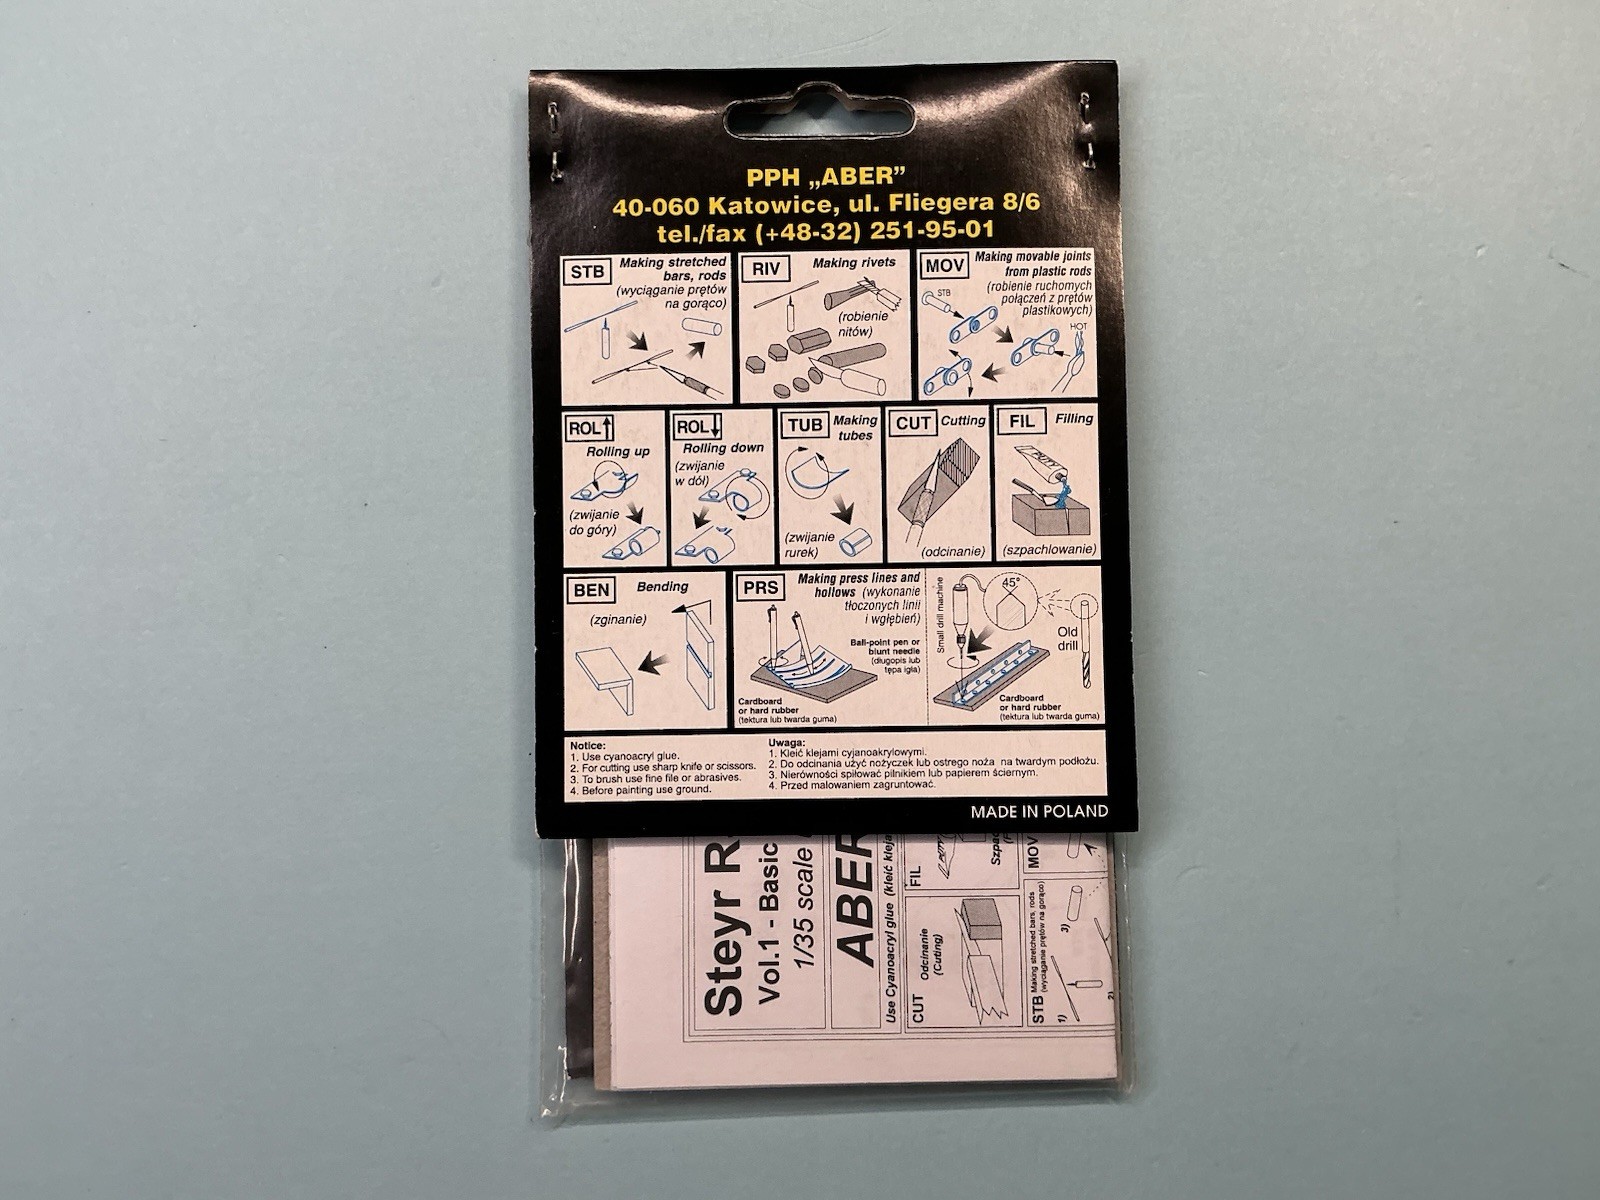 PPH „ABER”
40-060 Katowice, ul. Fliegera 8/6
tel./fax (+48-32) 251-95-01
STB
Making stretched
bars, rods
(wyciąganie prętów
na gorąco)
RIV
Making rivets
(robienie
nitów)
MOV
Making movable joints
from plastic rods
(robienie ruchomych
połączeń z prętów
plastikowych)
STB
HOT
ROL
Rolling up
(zwijanie
do góry)
ROL
Rolling down
(zwijanie
w dół)
TUB
Making
tubes
(zwijanie
rurek)
CUT
Cutting
(odcinanie)
FIL
Filling
(szpachlowanie)
BEN
Bending
(zginanie)
PRS
Making press lines and
hollows (wykonanie
tłoczonych linii
i wgłębień)
Ball-point pen or
blunt needle
(długopis lub
tępa igła)
Cardboard
or hard rubber
(tektura lub twarda guma)
Small drill machine
45°
Old
drill
Cardboard
or hard rubber
(tektura lub twarda guma)
Notice:
1. Use cyanoacryl glue.
2. For cutting use sharp knife or scissors.
3. To brush use fine file or abrasives.
4. Before painting use ground.
Uwaga:
1. Kleić klejami cyjanoakrylowymi.
2. Do odcinania użyć nożyczek lub ostrego noża na twardym podłożu.
3. Nierówności spiłować pilnikiem lub papierem ściernym.
4. Przed malowaniem zagruntować.
MADE IN POLAND
Steyr R
Vol.1 - Basic
1/35 scale
ABER
Use Cyanoacryl glue (kleić kleja
FIL
Szpac
CUT
Odcinanie
(Cuting)
MOV
STB Making stretched bars, rods
(wyciąganie prętów na gorąco)
1)
2)
3)